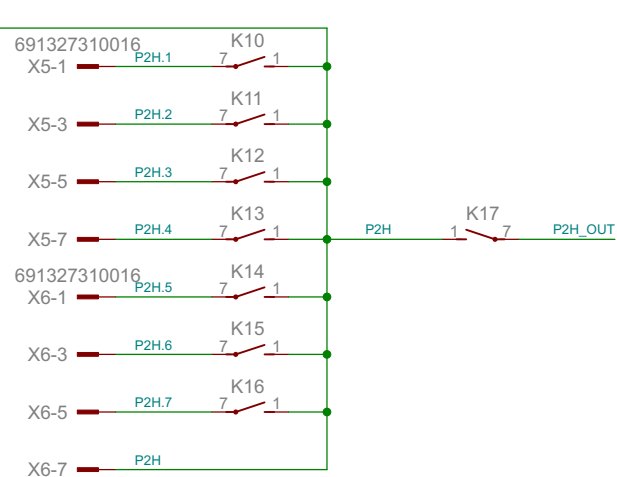 691327310016
X5-1 P2H.1 7 K10 1
X5-3 P2H.2 7 K11 1
X5-5 P2H.3 7 K12 1
X5-7 P2H.4 7 K13 1 P2H 1 K17 7 P2H_OUT
691327310016
X6-1 P2H.5 7 K14 1
X6-3 P2H.6 7 K15 1
X6-5 P2H.7 7 K16 1
X6-7 P2H